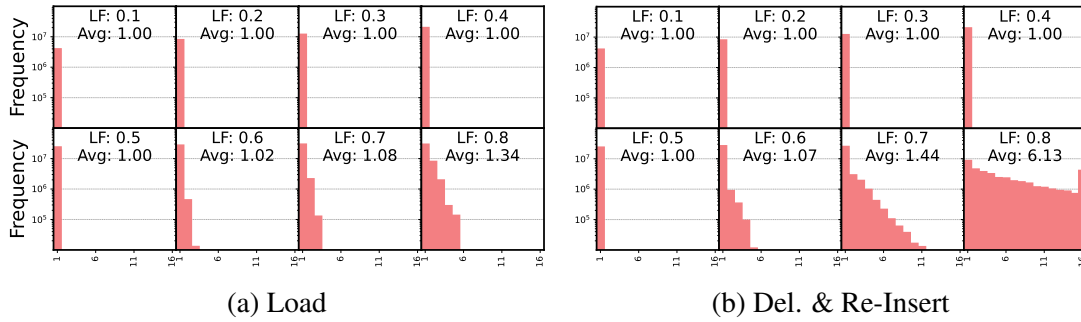 LF: 0.1 LF: 0.2 LF: 0.3 LF: 0.4
Avg: 1.00 Avg: 1.00 Avg: 1.00 Avg: 1.00
Frequency
10⁷
10⁶
10⁵
LF: 0.5 LF: 0.6 LF: 0.7 LF: 0.8
Avg: 1.00 Avg: 1.02 Avg: 1.08 Avg: 1.34
Frequency
10⁷
10⁶
10⁵
1 6 11 16 1 6 11 16 1 6 11 16 1 6 11 16
(a) Load
LF: 0.1 LF: 0.2 LF: 0.3 LF: 0.4
Avg: 1.00 Avg: 1.00 Avg: 1.00 Avg: 1.00
Frequency
10⁷
10⁶
10⁵
LF: 0.5 LF: 0.6 LF: 0.7 LF: 0.8
Avg: 1.00 Avg: 1.07 Avg: 1.44 Avg: 6.13
Frequency
10⁷
10⁶
10⁵
1 6 11 16 1 6 11 16 1 6 11 16 1 6 11 16
(b) Del. & Re-Insert